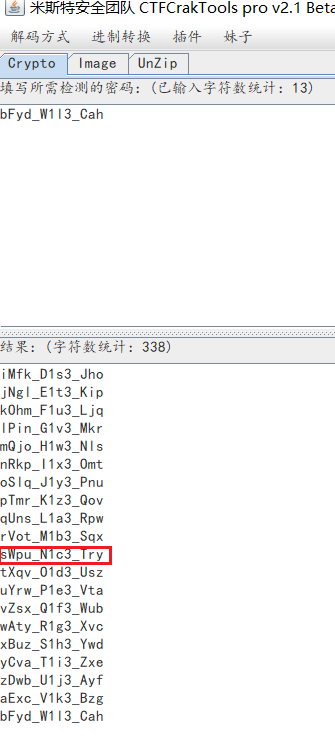 米斯特安全团队 CTFCrakTools pro v2.1 Beta
解码方式 进制转换 插件 妹子
Crypto Image UnZip
填写所需检测的密码：(已输入字符数统计：13)
bFyd_W1l3_Cah
结果：(字符数统计：338)
iMfk_D1s3_Jho
jNgl_E1t3_Kip
kOhm_F1u3_Ljq
lPin_G1v3_Mkr
mQjo_H1w3_Nls
nRkp_I1x3_Omt
oSlq_J1y3_Pnu
pTmr_K1z3_Qov
qUns_L1a3_Rpw
rVot_M1b3_Sqx
sWpu_N1c3_Try
tXqv_O1d3_Usz
uYrw_P1e3_Vta
vZsx_Q1f3_Wub
wAty_R1g3_Xvc
xBuz_S1h3_Ywd
yCva_T1i3_Zxe
zDwb_U1j3_Ayf
aExc_V1k3_Bzg
bFyd_W1l3_Cah